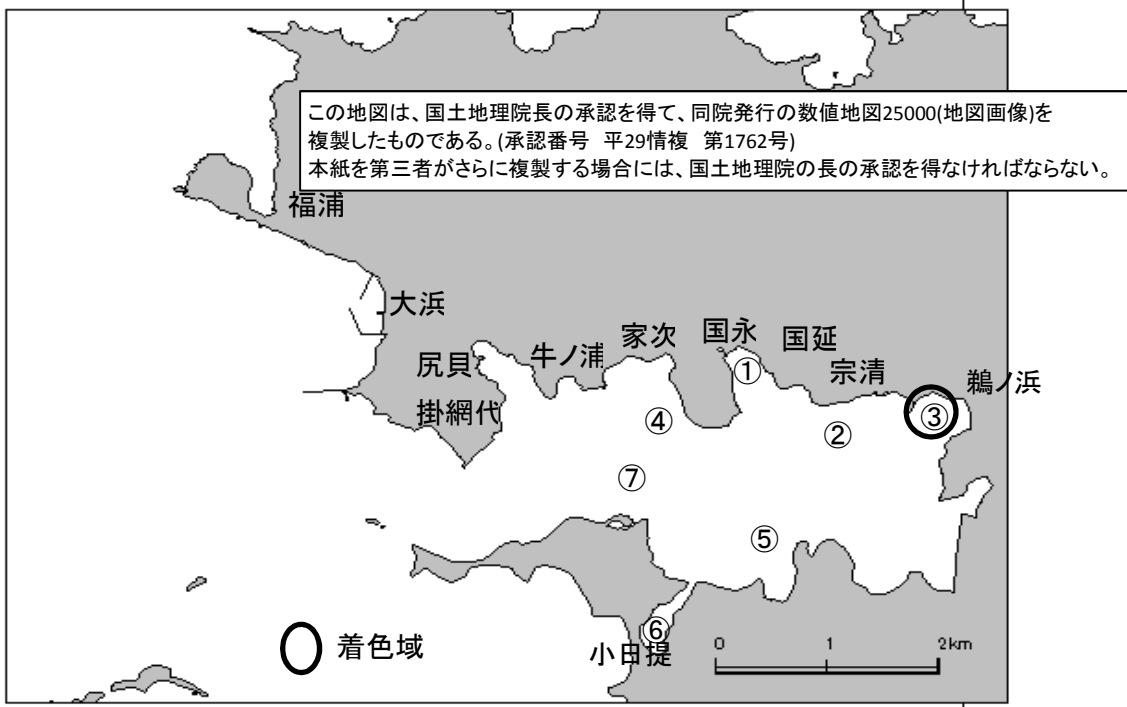 この地図は、国土地理院長の承認を得て、同院発行の数値地図25000(地図画像)を
複製したものである。(承認番号 平29情複 第1762号)
本紙を第三者がさらに複製する場合には、国土地理院の長の承認を得なければならない。
福浦
大浜
尻貝
掛網代
牛ノ浦
家次
国永
国延
宗清
鵜ノ浜
①
②
③
④
⑤
⑥
⑦
小日提
着色域
0 1 2km